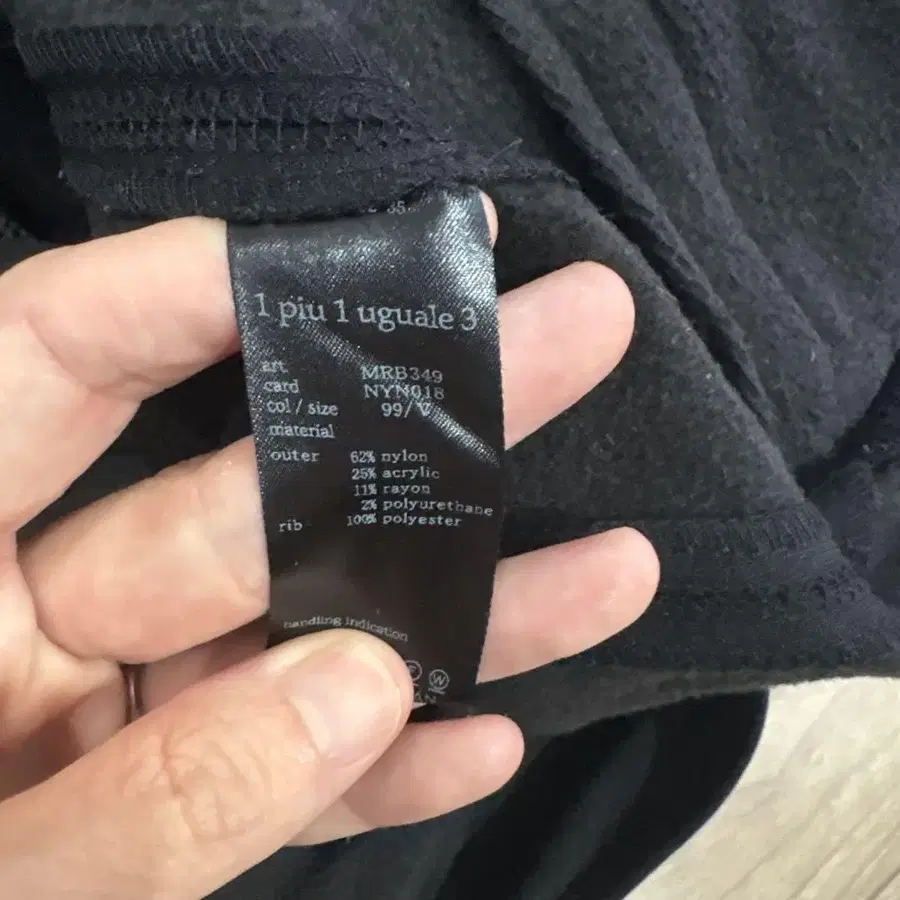 35
1 piu 1 uguale 3
art MRB349
card NYN018
col / size 99/V
material
outer 62% nylon
25% acrylic
11% rayon
2% polyurethane
rib 100% polyester
handling indication
W